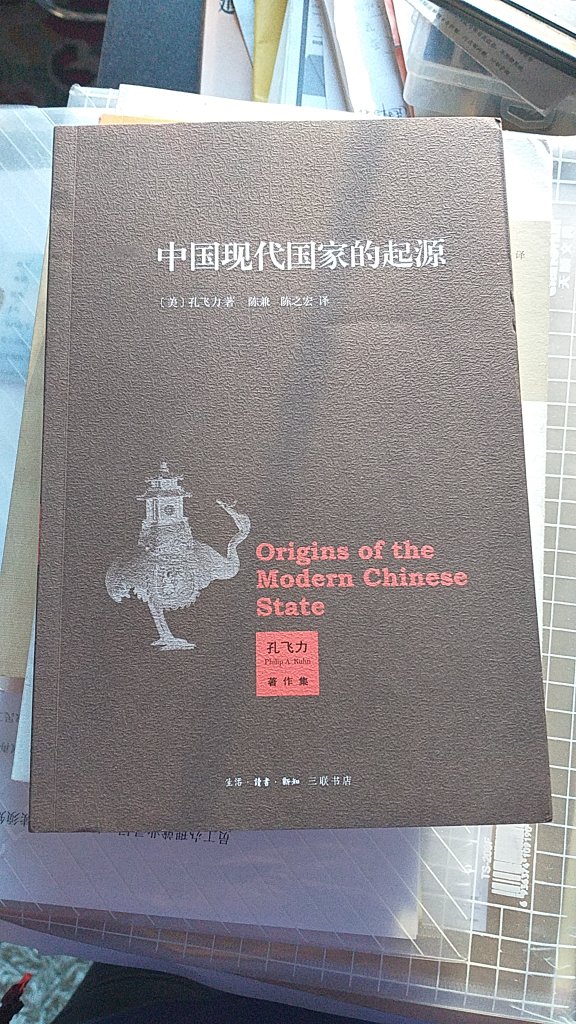 中国现代国家的起源
〔美〕孔飞力 著 陈兼 陈之宏 译
Origins of the
Modern Chinese
State
孔飞力
Philip A. Kuhn
著作集
生活·讀書·新知 三联书店
译